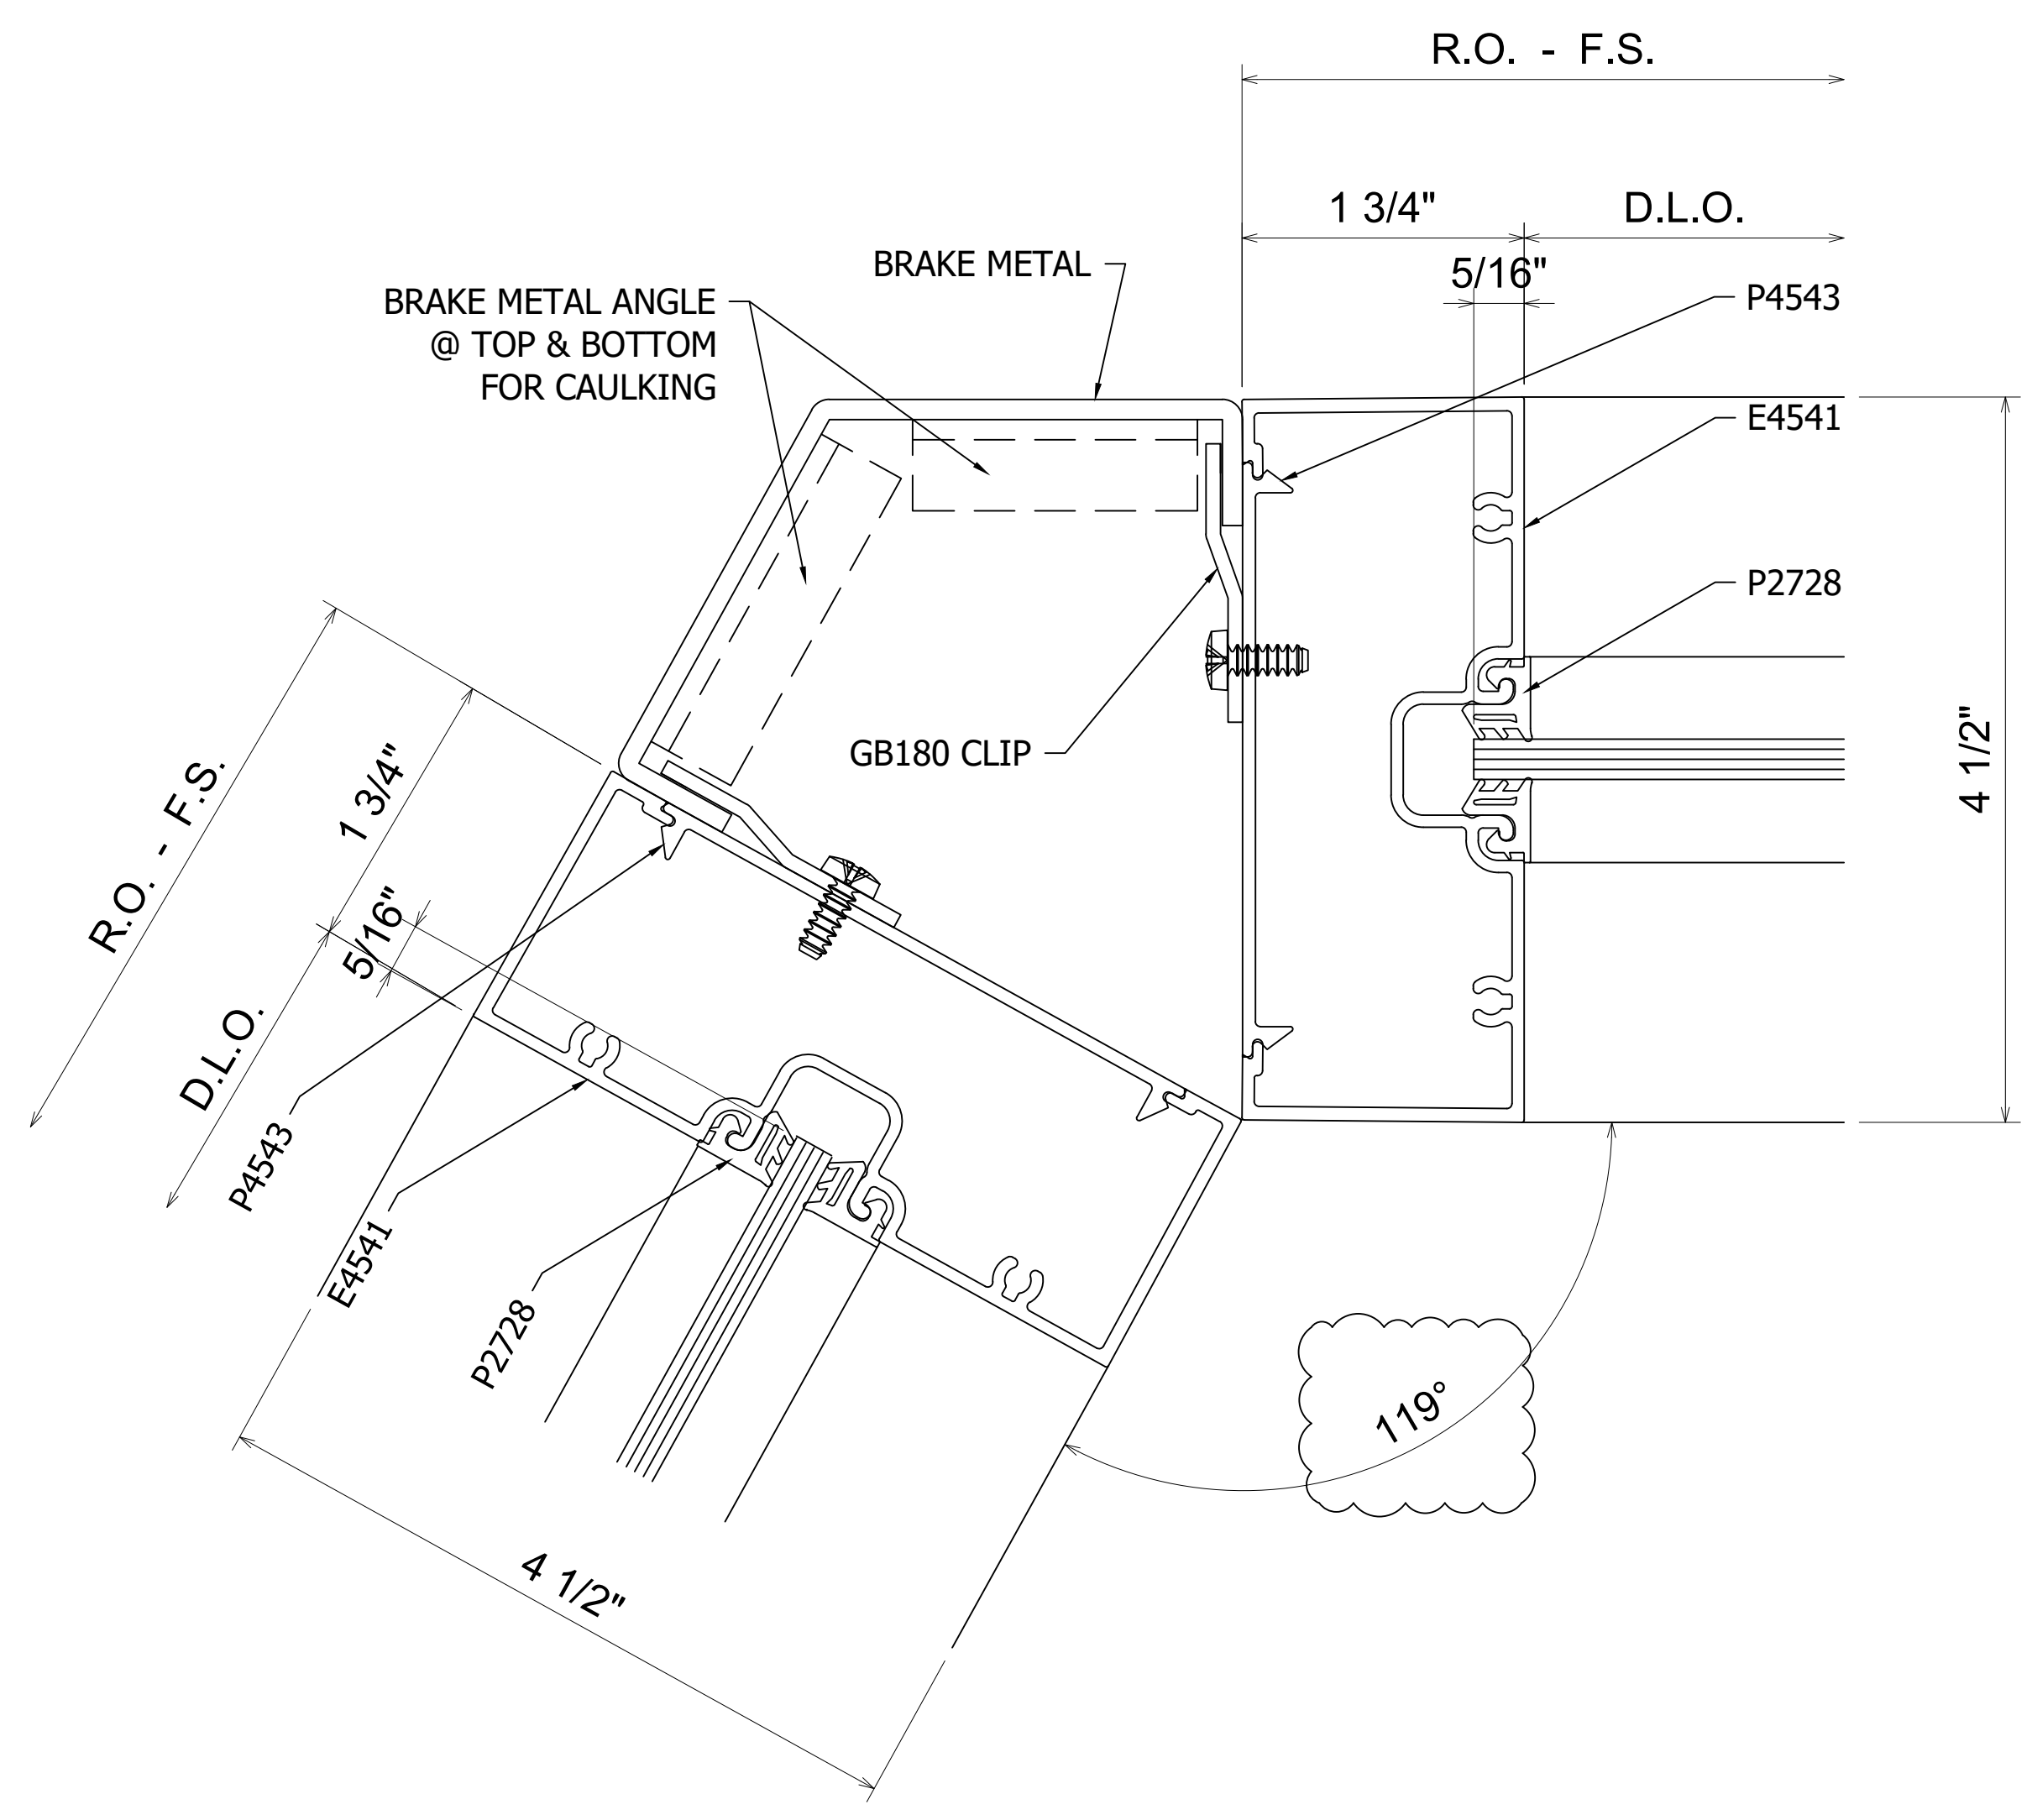 R.O. - F.S.
1 3/4"
D.L.O.
5/16"
BRAKE METAL
BRAKE METAL ANGLE
@ TOP & BOTTOM
FOR CAULKING
P4543
E4541
P2728
GB180 CLIP
4 1/2"
R.O. - F.S.
1 3/4"
5/16"
D.L.O.
P4543
E4541
P2728
119°
4 1/2"